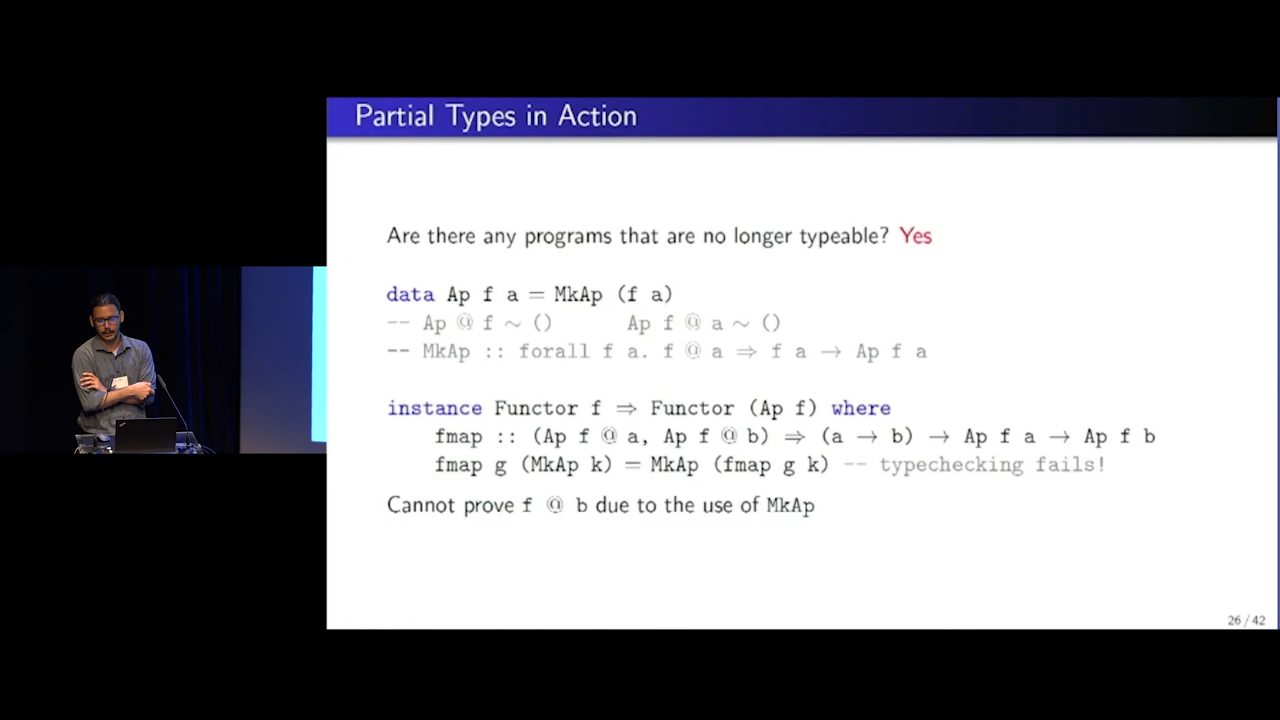 Partial Types in Action
Are there any programs that are no longer typeable? Yes
data Ap f a = MkAp (f a)
-- Ap @ f ∼ () Ap f @ a ∼ ()
-- MkAp :: forall f a. f @ a ⇒ f a → Ap f a
instance Functor f ⇒ Functor (Ap f) where
fmap :: (Ap f @ a, Ap f @ b) ⇒ (a → b) → Ap f a → Ap f b
fmap g (MkAp k) = MkAp (fmap g k) -- typechecking fails!
Cannot prove f @ b due to the use of MkAp
26 / 42